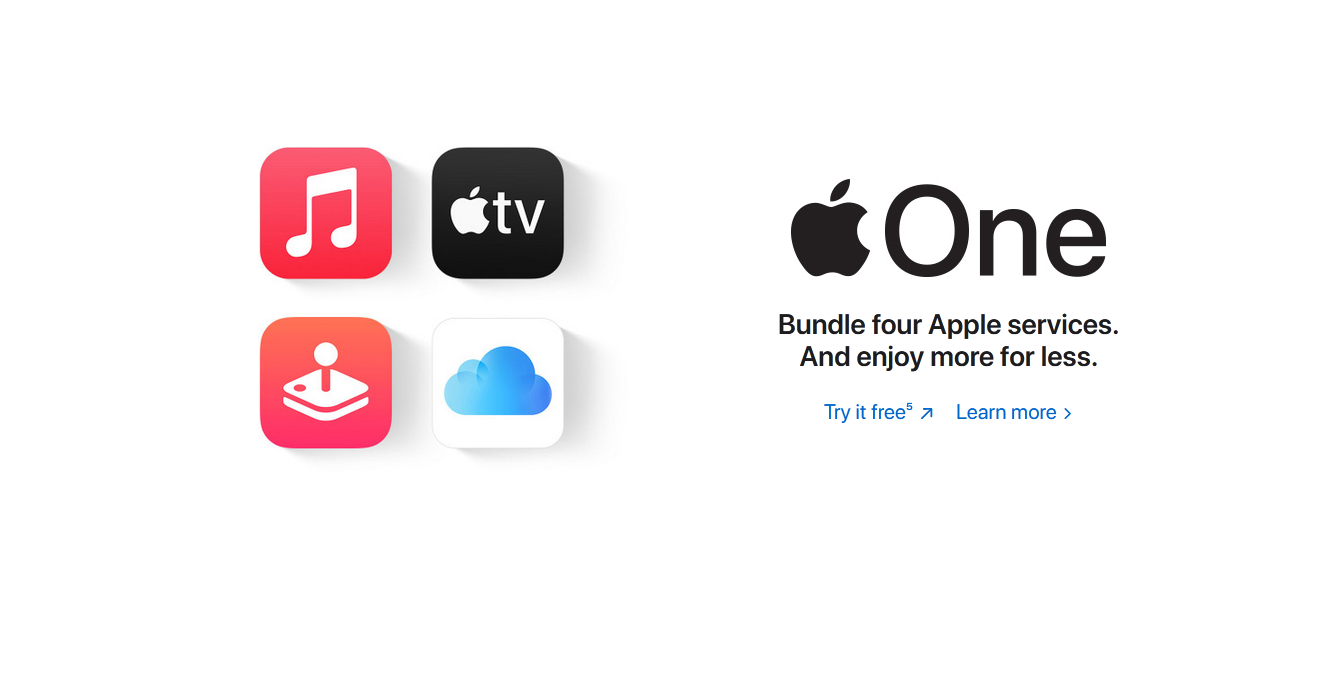 tv
One
Bundle four Apple services.
And enjoy more for less.
Try it free⁵ ↗ Learn more >